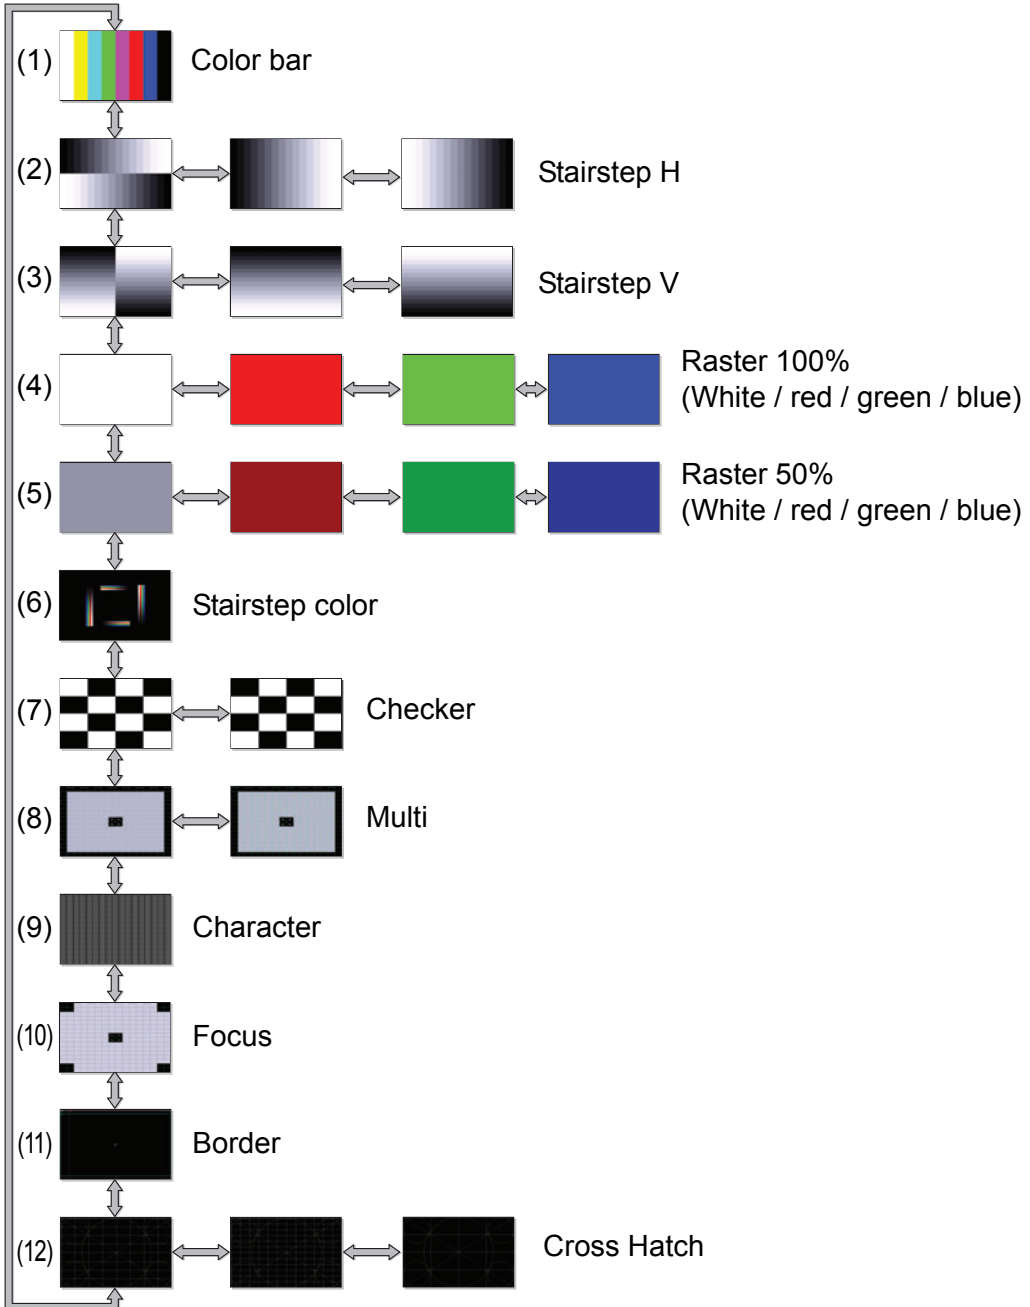 (1) Color bar
(2) Stairstep H
(3) Stairstep V
(4) Raster 100%
(White / red / green / blue)
(5) Raster 50%
(White / red / green / blue)
(6) Stairstep color
(7) Checker
(8) Multi
(9) Character
(10) Focus
(11) Border
(12) Cross Hatch